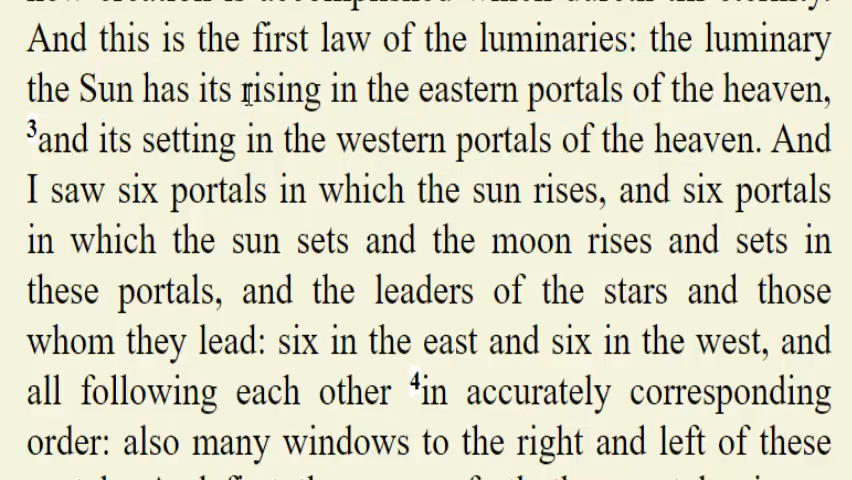 And this is the first law of the luminaries: the luminary
the Sun has its rising in the eastern portals of the heaven,
³and its setting in the western portals of the heaven. And
I saw six portals in which the sun rises, and six portals
in which the sun sets and the moon rises and sets in
these portals, and the leaders of the stars and those
whom they lead: six in the east and six in the west, and
all following each other ⁴in accurately corresponding
order: also many windows to the right and left of these